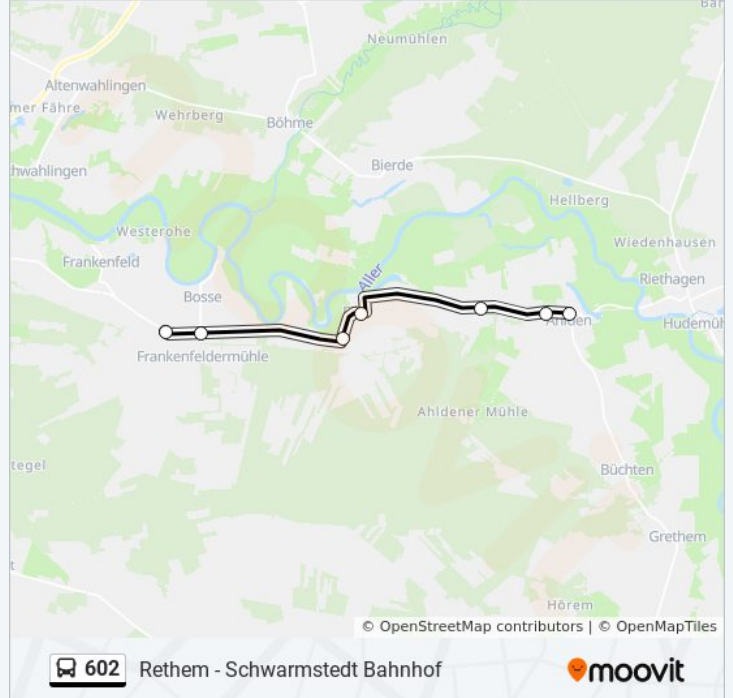 Bar
Neumühlen
Altenwahlingen
mer Fähre
Wehrberg
Böhme
Bierde
hwahlingen
Hellberg
Westerohe
Wiedenhausen
Frankenfeld
Aller
Riethagen
Bosse
Ahlden
Hudemüh
Frankenfeldermühle
Ahldener Mühle
tegel
Büchten
Grethem
t
Hörem
© OpenStreetMap contributors | © OpenMapTiles
602 Rethem - Schwarmstedt Bahnhof
moovit